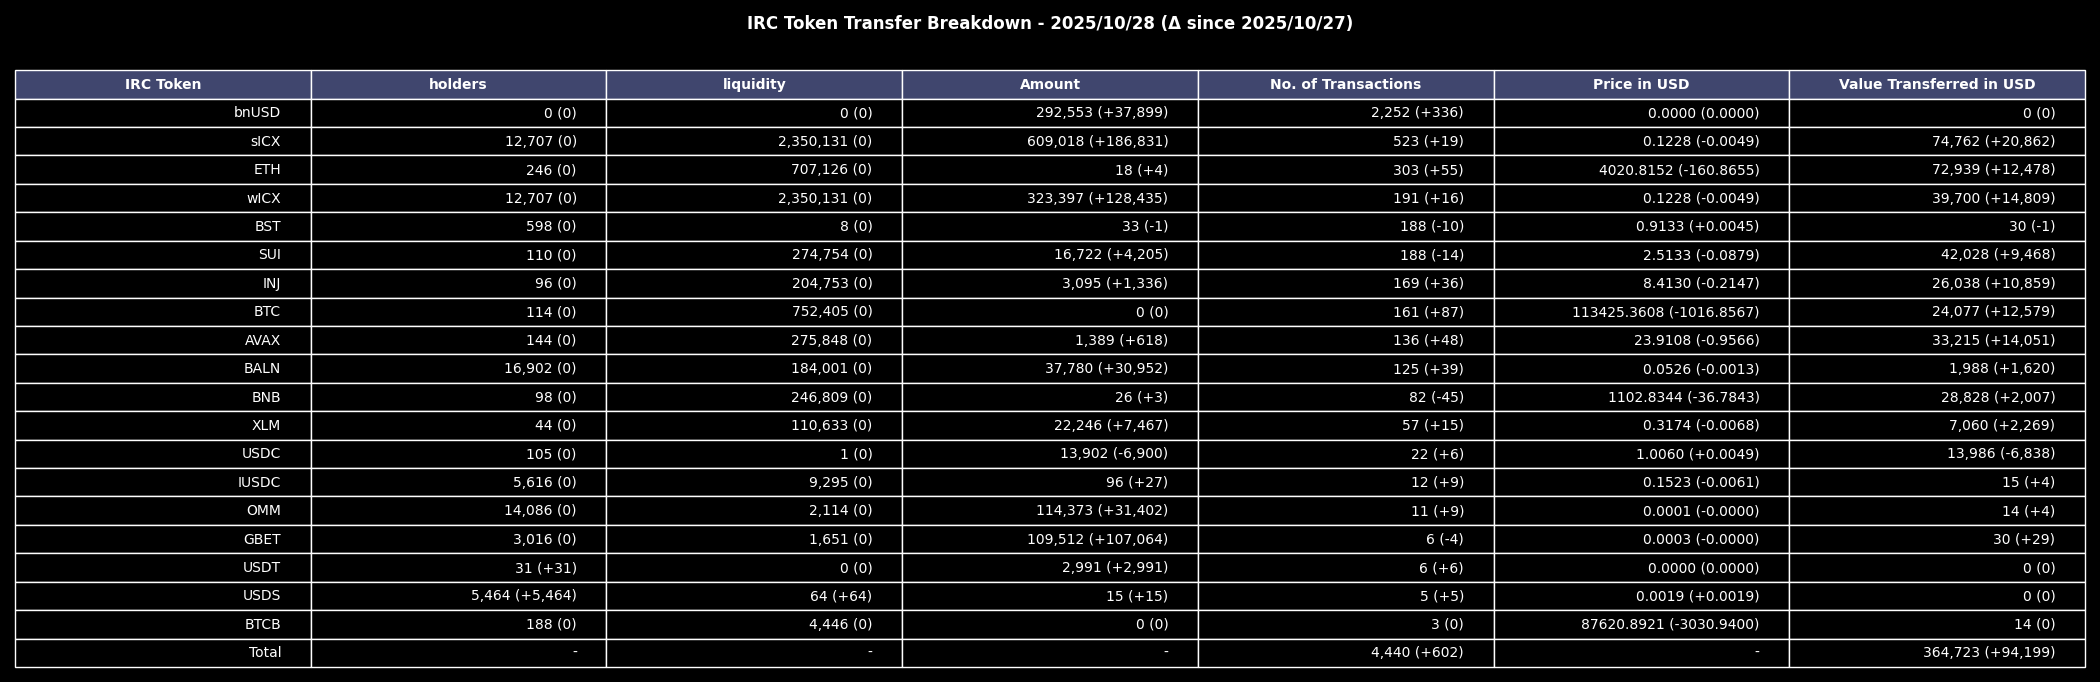 IRC Token Transfer Breakdown - 2025/10/28 (Δ since 2025/10/27)
IRC Token holders liquidity Amount No. of Transactions Price in USD Value Transferred in USD
bnUSD 0 (0) 0 (0) 292,553 (+37,899) 2,252 (+336) 0.0000 (0.0000) 0 (0)
sICX 12,707 (0) 2,350,131 (0) 609,018 (+186,831) 523 (+19) 0.1228 (-0.0049) 74,762 (+20,862)
ETH 246 (0) 707,126 (0) 18 (+4) 303 (+55) 4020.8152 (-160.8655) 72,939 (+12,478)
wICX 12,707 (0) 2,350,131 (0) 323,397 (+128,435) 191 (+16) 0.1228 (-0.0049) 39,700 (+14,809)
BST 598 (0) 8 (0) 33 (-1) 188 (-10) 0.9133 (+0.0045) 30 (-1)
SUI 110 (0) 274,754 (0) 16,722 (+4,205) 188 (-14) 2.5133 (-0.0879) 42,028 (+9,468)
INJ 96 (0) 204,753 (0) 3,095 (+1,336) 169 (+36) 8.4130 (-0.2147) 26,038 (+10,859)
BTC 114 (0) 752,405 (0) 0 (0) 161 (+87) 113425.3608 (-1016.8567) 24,077 (+12,579)
AVAX 144 (0) 275,848 (0) 1,389 (+618) 136 (+48) 23.9108 (-0.9566) 33,215 (+14,051)
BALN 16,902 (0) 184,001 (0) 37,780 (+30,952) 125 (+39) 0.0526 (-0.0013) 1,988 (+1,620)
BNB 98 (0) 246,809 (0) 26 (+3) 82 (-45) 1102.8344 (-36.7843) 28,828 (+2,007)
XLM 44 (0) 110,633 (0) 22,246 (+7,467) 57 (+15) 0.3174 (-0.0068) 7,060 (+2,269)
USDC 105 (0) 1 (0) 13,902 (-6,900) 22 (+6) 1.0060 (+0.0049) 13,986 (-6,838)
IUSDC 5,616 (0) 9,295 (0) 96 (+27) 12 (+9) 0.1523 (-0.0061) 15 (+4)
OMM 14,086 (0) 2,114 (0) 114,373 (+31,402) 11 (+9) 0.0001 (-0.0000) 14 (+4)
GBET 3,016 (0) 1,651 (0) 109,512 (+107,064) 6 (-4) 0.0003 (-0.0000) 30 (+29)
USDT 31 (+31) 0 (0) 2,991 (+2,991) 6 (+6) 0.0000 (0.0000) 0 (0)
USDS 5,464 (+5,464) 64 (+64) 15 (+15) 5 (+5) 0.0019 (+0.0019) 0 (0)
BTCB 188 (0) 4,446 (0) 0 (0) 3 (0) 87620.8921 (-3030.9400) 14 (0)
Total - - - 4,440 (+602) - 364,723 (+94,199)